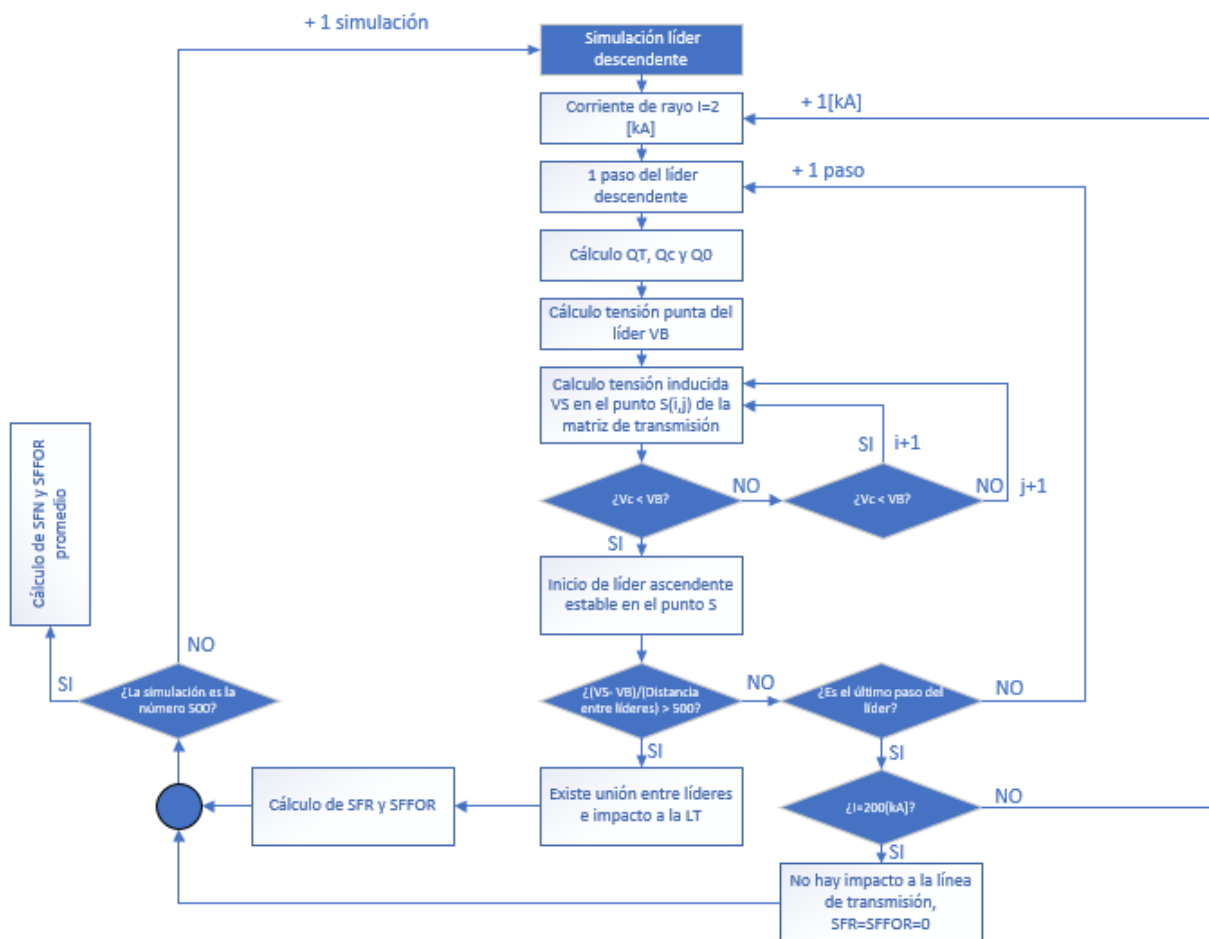 + 1 simulación
Simulación líder
descendente
Corriente de rayo I=2
[kA]
+ 1[kA]
1 paso del líder
descendente
+ 1 paso
Cálculo QT, Qc y Q0
Cálculo tensión punta del
líder VB
Calculo tensión inducida
VS en el punto S(i,j) de la
matriz de transmisión
SI
i+1
¿Vc < VB?
NO
¿Vc < VB?
NO
j+1
SI
Inicio de líder ascendente
estable en el punto S
Cálculo de SFN y SFFOR
promedio
NO
SI
¿La simulación es la
número 500?
¿(VS- VB)/(Distancia
entre líderes) > 500?
NO
¿Es el último paso del
líder?
NO
SI
SI
Cálculo de SFR y SFFOR
Existe unión entre líderes
e impacto a la LT
¿I=200[kA]?
NO
SI
No hay impacto a la línea
de transmisión,
SFR=SFFOR=0